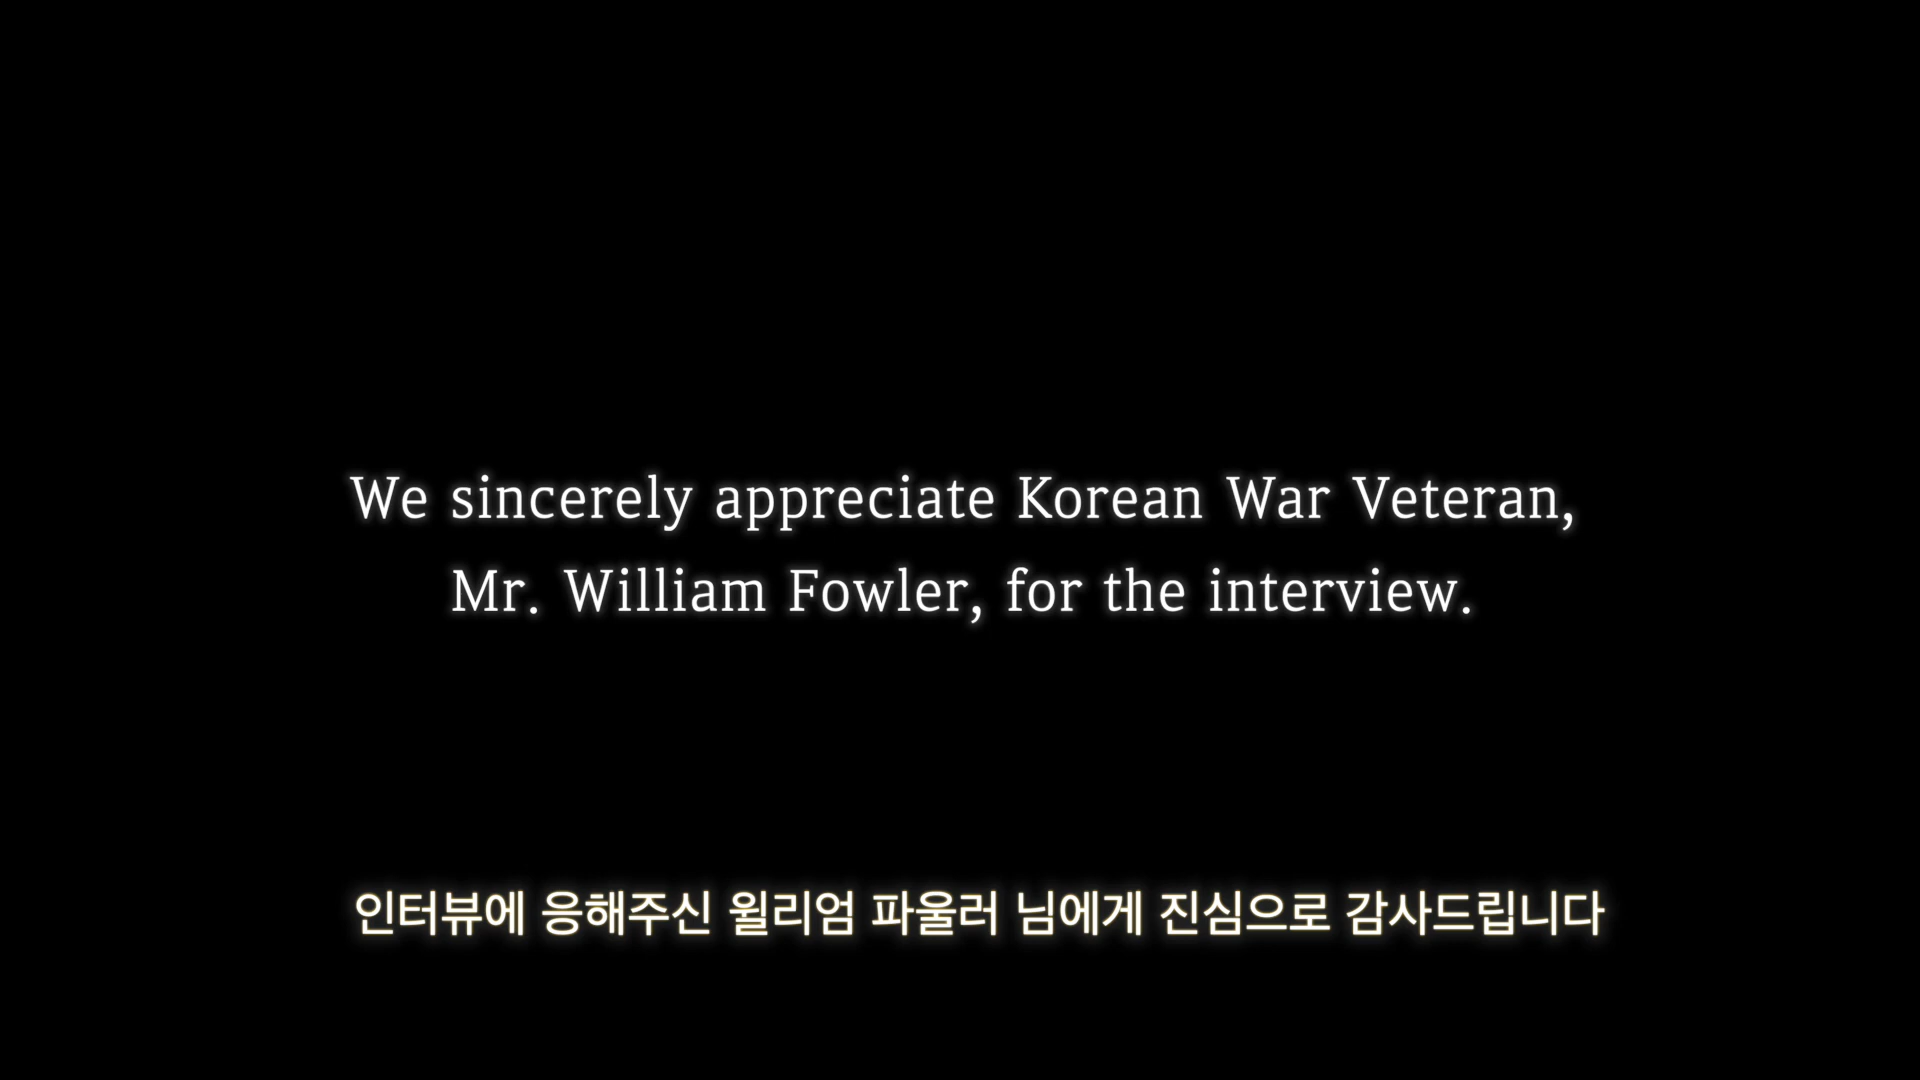 We sincerely appreciate Korean War Veteran,
Mr. William Fowler, for the interview.
인터뷰에 응해주신 윌리엄 파울러 님에게 진심으로 감사드립니다